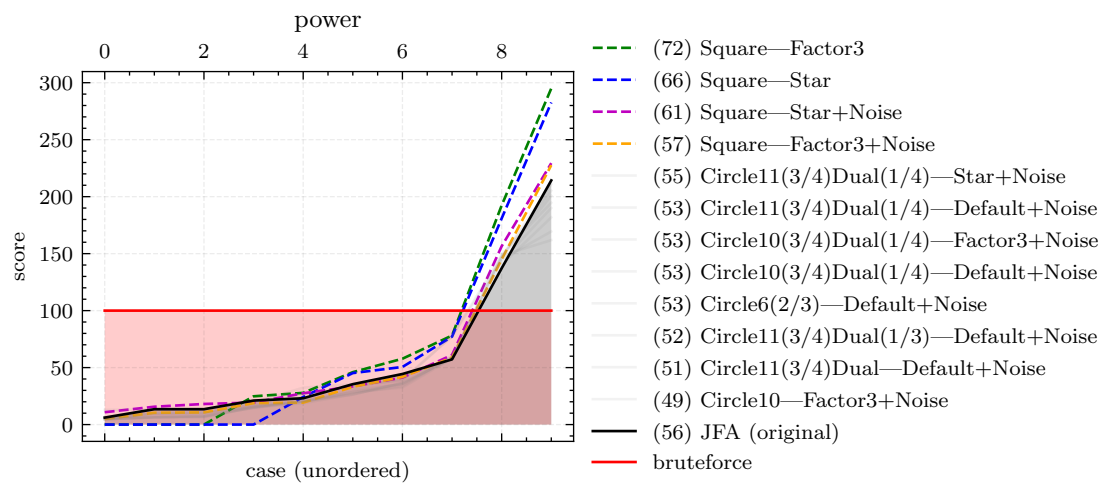 power
0 2 4 6 8
300
250
200
150
100
50
0
score
case (unordered)
(72) Square—Factor3
(66) Square—Star
(61) Square—Star+Noise
(57) Square—Factor3+Noise
(55) Circle11(3/4)Dual(1/4)—Star+Noise
(53) Circle11(3/4)Dual(1/4)—Default+Noise
(53) Circle10(3/4)Dual(1/4)—Factor3+Noise
(53) Circle10(3/4)Dual(1/4)—Default+Noise
(53) Circle6(2/3)—Default+Noise
(52) Circle11(3/4)Dual(1/3)—Default+Noise
(51) Circle11(3/4)Dual—Default+Noise
(49) Circle10—Factor3+Noise
(56) JFA (original)
bruteforce